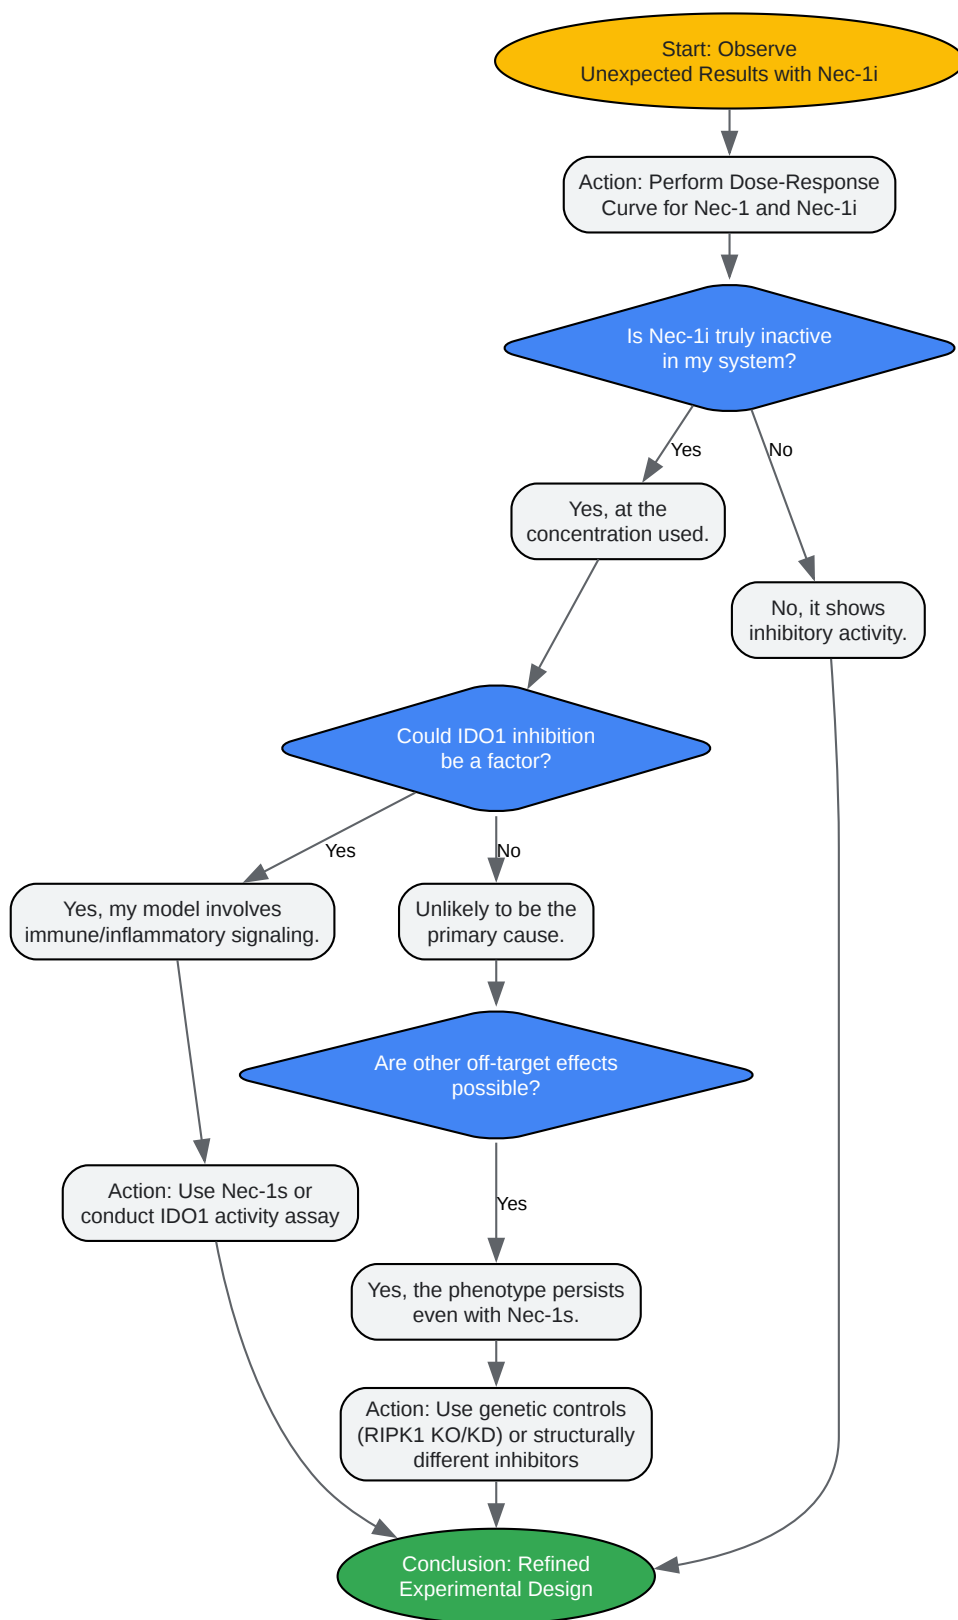 Start: Observe
Unexpected Results with Nec-1i
Action: Perform Dose-Response
Curve for Nec-1 and Nec-1i
Is Nec-1i truly inactive
in my system?
Yes
No
Yes, at the
concentration used.
No, it shows
inhibitory activity.
Could IDO1 inhibition
be a factor?
Yes
No
Yes, my model involves
immune/inflammatory signaling.
Unlikely to be the
primary cause.
Are other off-target effects
possible?
Action: Use Nec-1s or
conduct IDO1 activity assay
Yes
Yes, the phenotype persists
even with Nec-1s.
Action: Use genetic controls
(RIPK1 KO/KD) or structurally
different inhibitors
Conclusion: Refined
Experimental Design